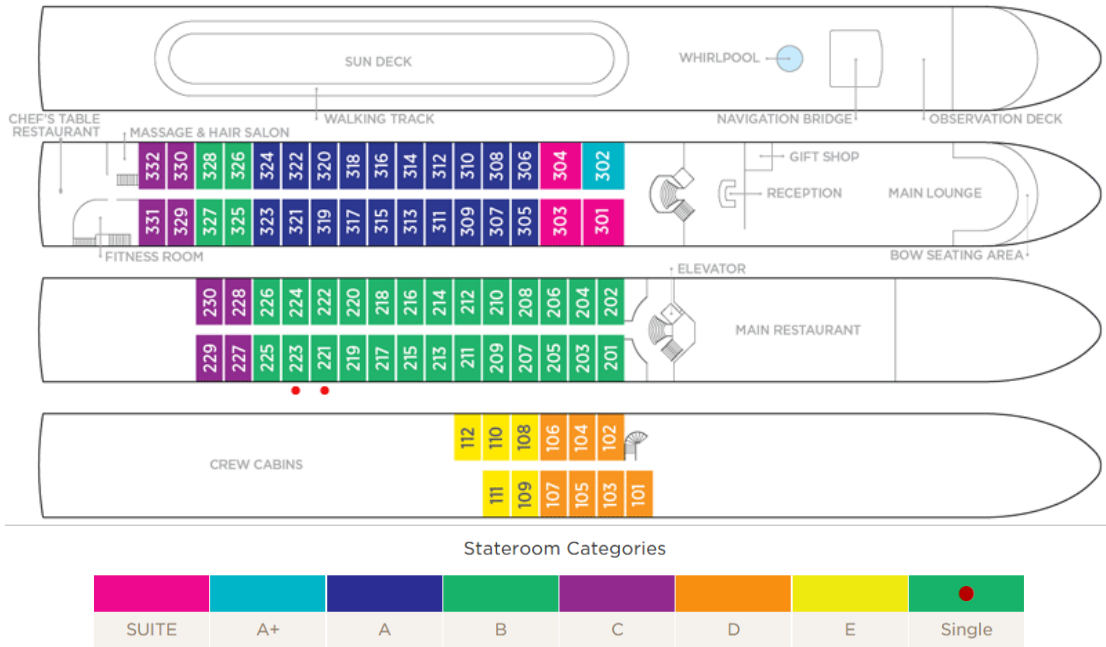 SUN DECK
WHIRLPOOL
CHEF'S TABLE
RESTAURANT
WALKING TRACK
NAVIGATION BRIDGE
OBSERVATION DECK
MASSAGE & HAIR SALON
332 330 328 326 324 322 320 318 316 314 312 310 308 306 304 302
GIFT SHOP
RECEPTION
MAIN LOUNGE
331 329 327 325 323 321 319 317 315 313 311 309 307 305 303 301
FITNESS ROOM
BOW SEATING AREA
ELEVATOR
230 228 226 224 222 220 218 216 214 212 210 208 206 204 202
MAIN RESTAURANT
229 227 225 223 221 219 217 215 213 211 209 207 205 203 201
112 110 108 106 104 102
CREW CABINS
111 109 107 105 103 101
Stateroom Categories
SUITE A+ A B C D E Single